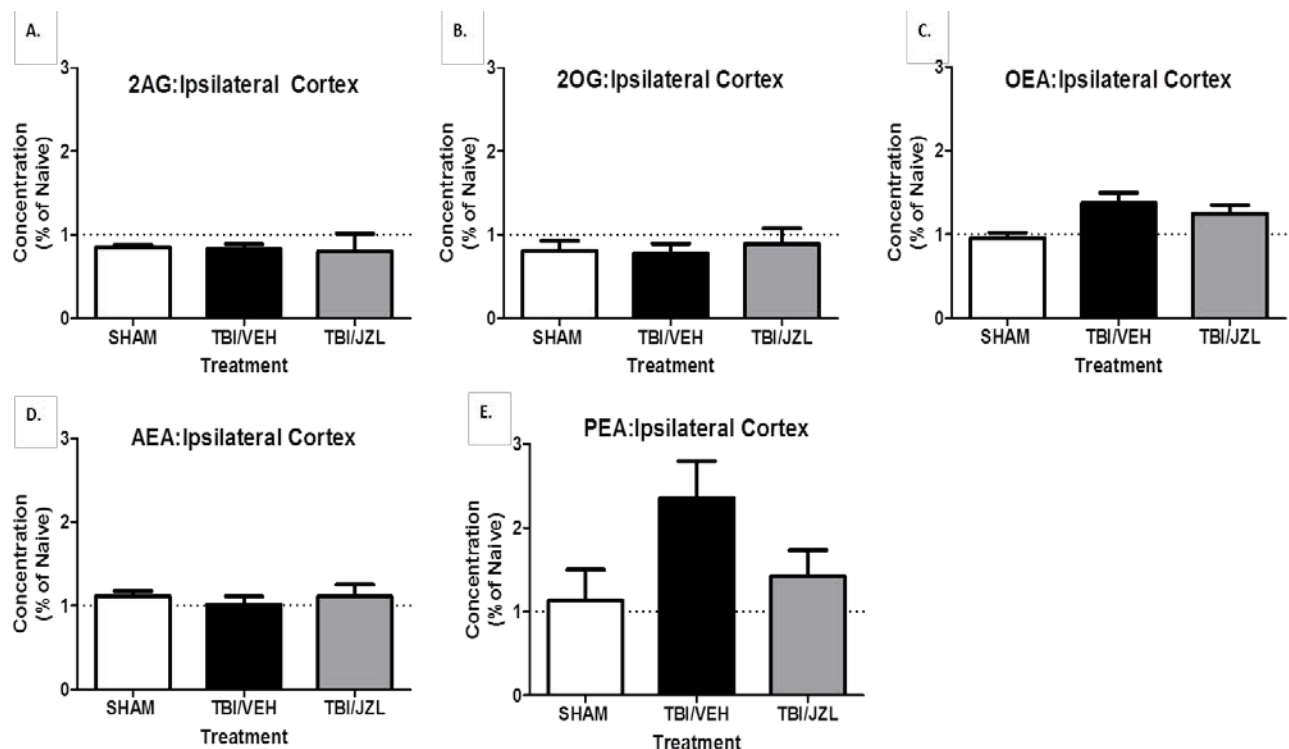 A.
2AG:Ipsilateral Cortex
Concentration
(% of Naive)
3
2
1
0
SHAM TBI/VEH TBI/JZL
Treatment
B.
2OG:Ipsilateral Cortex
Concentration
(% of Naive)
3
2
1
0
SHAM TBI/VEH TBI/JZL
Treatment
C.
OEA:Ipsilateral Cortex
Concentration
(% of Naive)
3
2
1
0
SHAM TBI/VEH TBI/JZL
Treatment
D.
AEA:Ipsilateral Cortex
Concentration
(% of Naive)
3
2
1
0
SHAM TBI/VEH TBI/JZL
Treatment
E.
PEA:Ipsilateral Cortex
Concentration
(% of Naive)
3
2
1
0
SHAM TBI/VEH TBI/JZL
Treatment